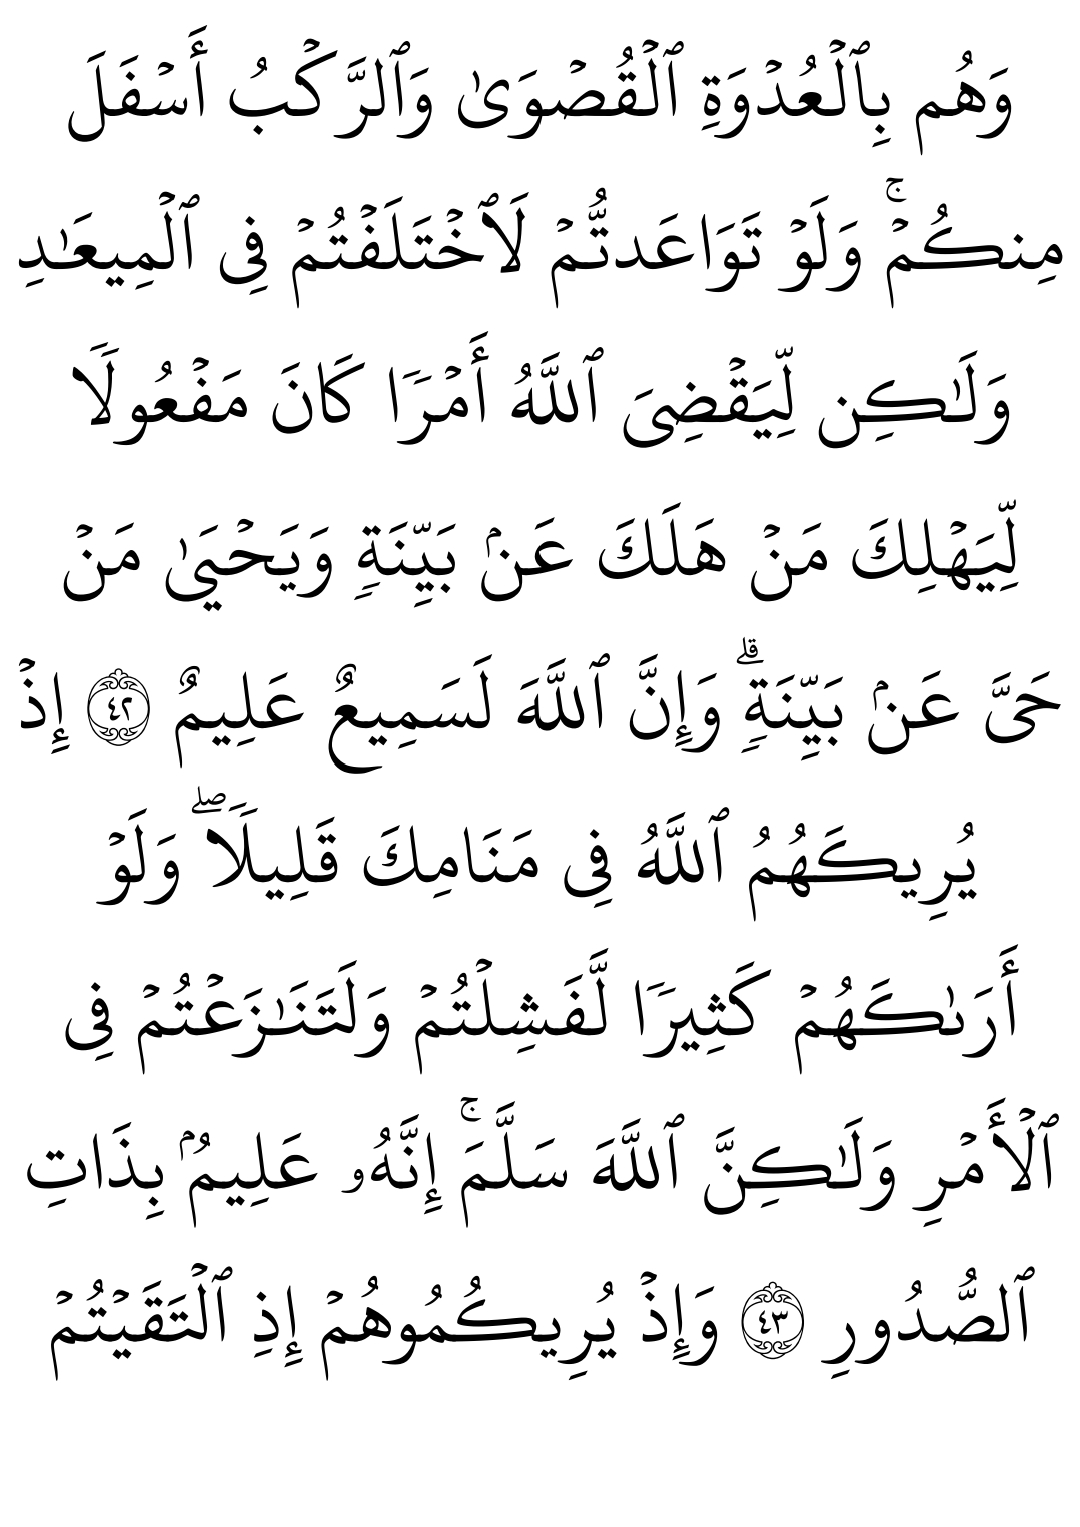 وَهُم بِٱلۡعُدۡوَةِ ٱلۡقُصۡوَىٰ وَٱلرَّكۡبُ أَسۡفَلَ
مِنكُمۡۚ وَلَوۡ تَوَاعَدتُّمۡ لَٱخۡتَلَفۡتُمۡ فِي ٱلۡمِيعَٰدِ
وَلَٰكِن لِّيَقۡضِيَ ٱللَّهُ أَمۡرٗا كَانَ مَفۡعُولٗا
لِّيَهۡلِكَ مَنۡ هَلَكَ عَنۢ بَيِّنَةٖ وَيَحۡيَىٰ مَنۡ
حَيَّ عَنۢ بَيِّنَةٖۗ وَإِنَّ ٱللَّهَ لَسَمِيعٌ عَلِيمٌ ٤٢ إِذۡ
يُرِيكَهُمُ ٱللَّهُ فِي مَنَامِكَ قَلِيلٗاۖ وَلَوۡ
أَرَىٰكَهُمۡ كَثِيرٗا لَّفَشِلۡتُمۡ وَلَتَنَٰزَعۡتُمۡ فِي
ٱلۡأَمۡرِ وَلَٰكِنَّ ٱللَّهَ سَلَّمَۚ إِنَّهُۥ عَلِيمُۢ بِذَاتِ
ٱلصُّدُورِ ٤٣ وَإِذۡ يُرِيكُمُوهُمۡ إِذِ ٱلۡتَقَيۡتُمۡ